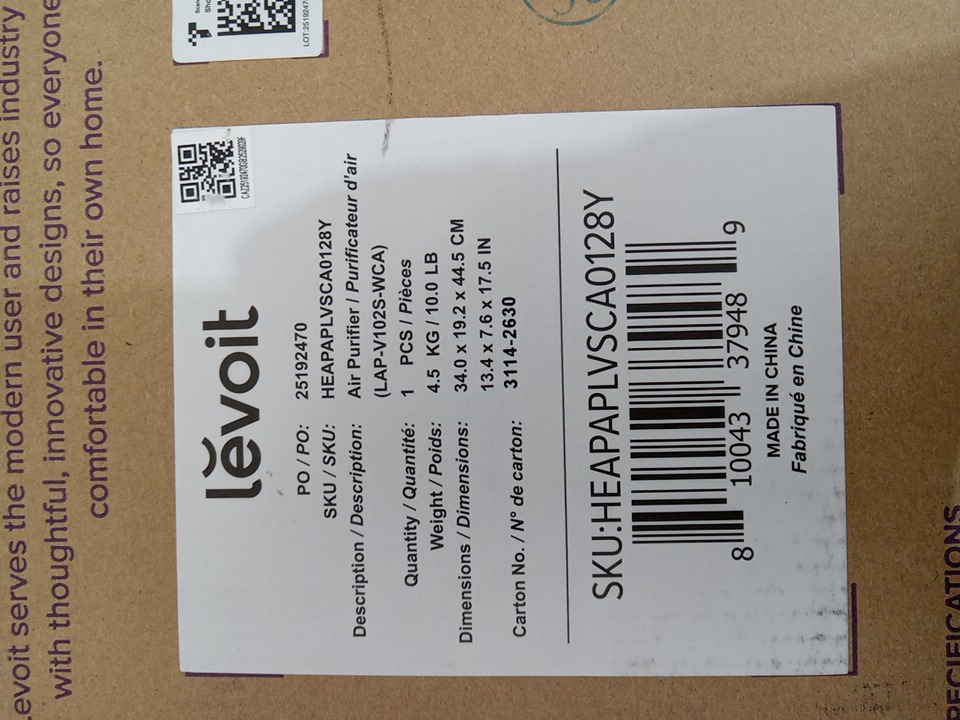 Levoit serves the modern user and raises industry
with thoughtful, innovative designs, so everyone
comfortable in their own home.
LOT:2519247
CAZZ5192470GB2529028F
levoit
PO / PO: 25192470
SKU / SKU: HEAPAPLVSCA0128Y
Description / Description: Air Purifier / Purificateur d'air
(LAP-V102S-WCA)
Quantity / Quantité: 1 PCS / Pièces
Weight / Poids: 4.5 KG / 10.0 LB
Dimensions / Dimensions: 34.0 x 19.2 x 44.5 CM
13.4 x 7.6 x 17.5 IN
Carton No. / N° de carton: 3114-2630
SKU:HEAPAPLVSCA0128Y
8 10043 37948 9
MADE IN CHINA
Fabriqué en Chine